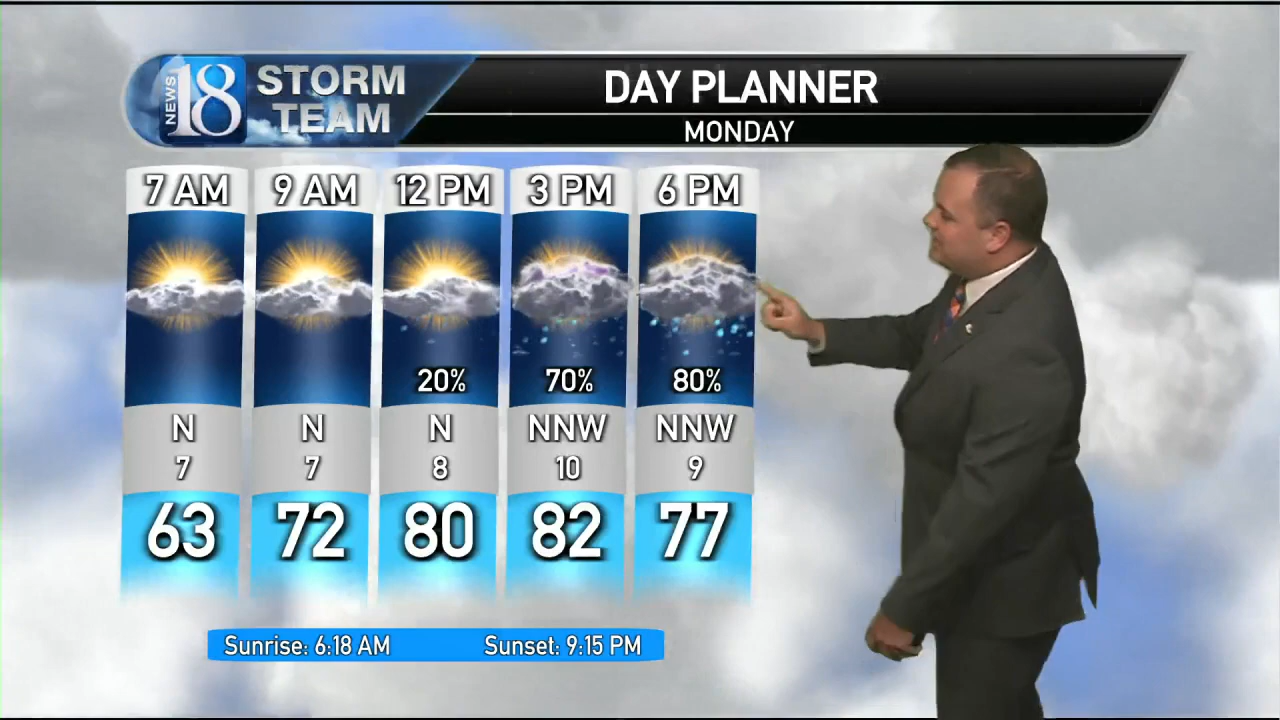 NEWS
18
STORM
TEAM
DAY PLANNER
MONDAY
7 AM 9 AM 12 PM 3 PM 6 PM
20% 70% 80%
N N N NNW NNW
7 7 8 10 9
63 72 80 82 77
Sunrise: 6:18 AM Sunset: 9:15 PM